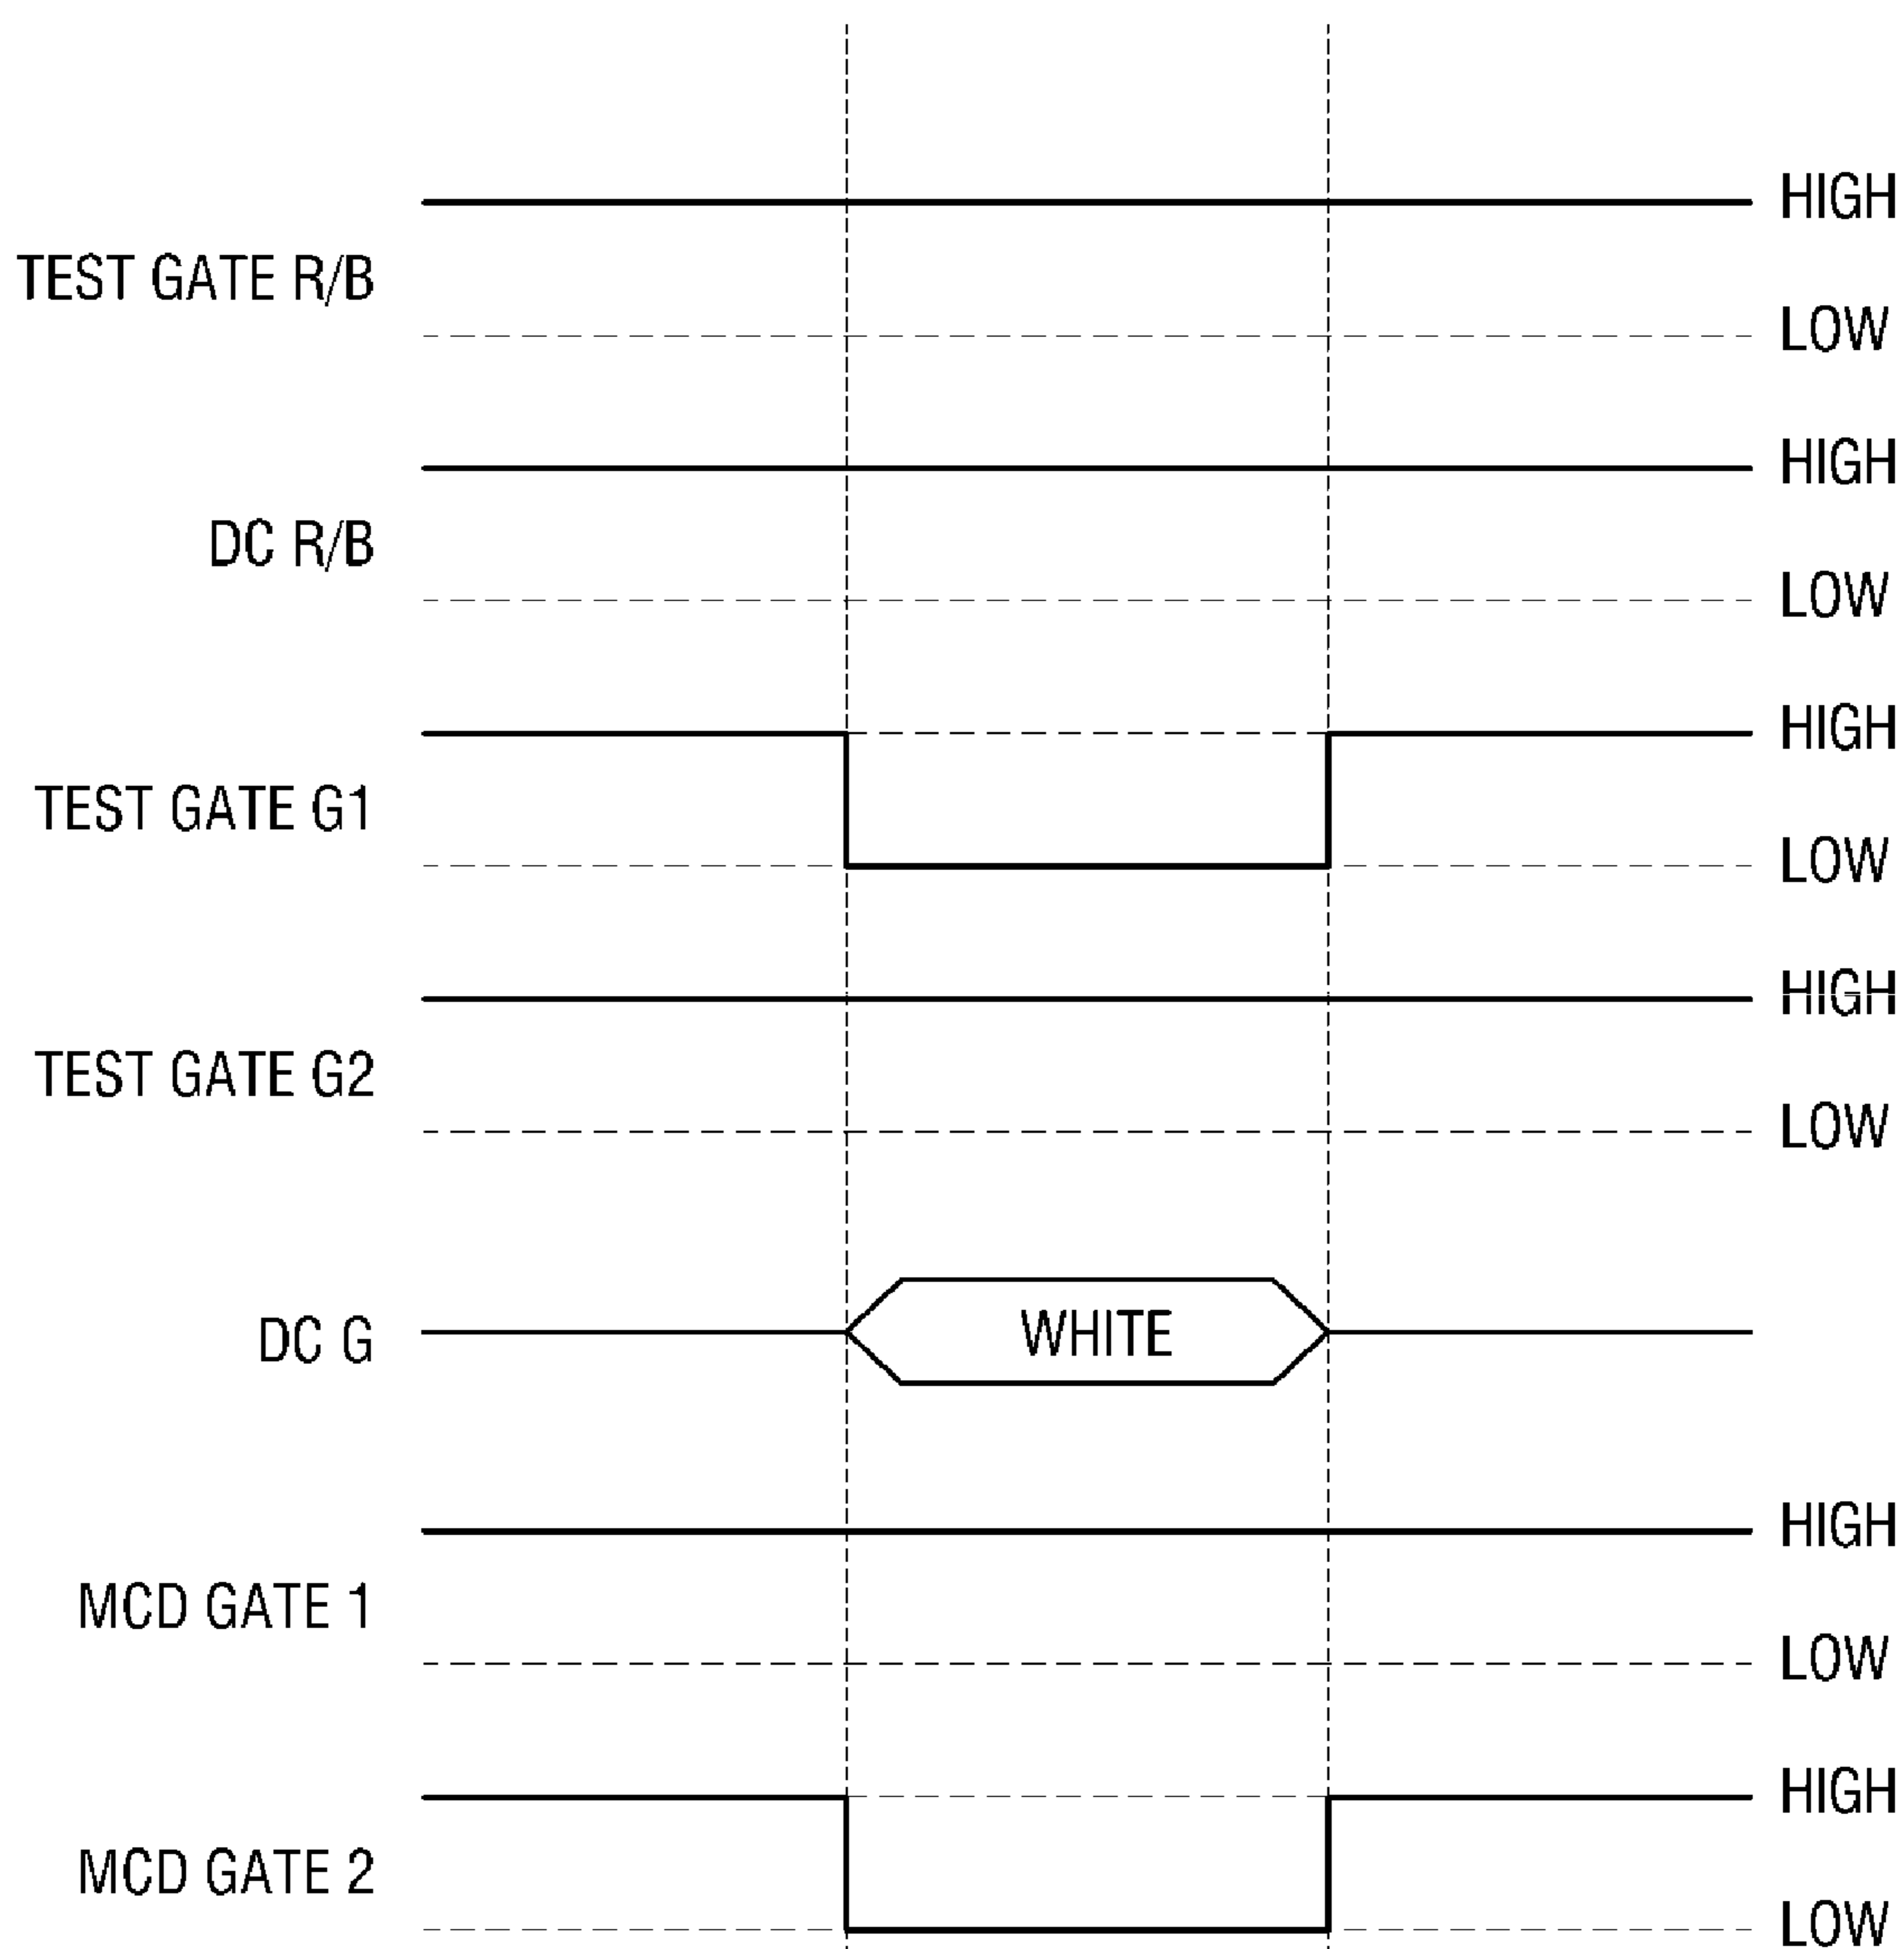 HIGH
TEST GATE R/B
LOW
HIGH
DC R/B
LOW
HIGH
TEST GATE G1
LOW
HIGH
TEST GATE G2
LOW
DC G WHITE
HIGH
MCD GATE 1
LOW
HIGH
MCD GATE 2
LOW